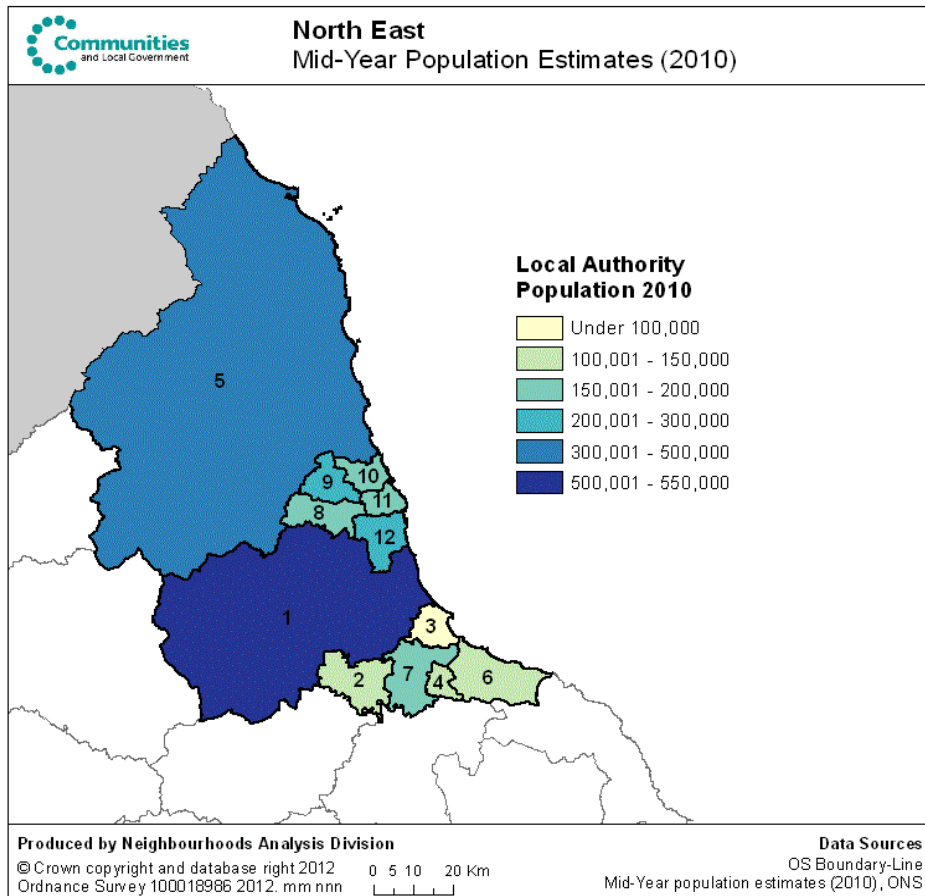 Communities
and Local Government
North East
Mid-Year Population Estimates (2010)
Local Authority
Population 2010
Under 100,000
100,001 - 150,000
150,001 - 200,000
200,001 - 300,000
300,001 - 500,000
500,001 - 550,000
5
10
9
11
8
12
1
3
2
7
4
6
Produced by Neighbourhoods Analysis Division
© Crown copyright and database right 2012
Ordnance Survey 100018986 2012. mm nnn
0 5 10 20 Km
Data Sources
OS Boundary-Line
Mid-Year population estimates (2010), ONS